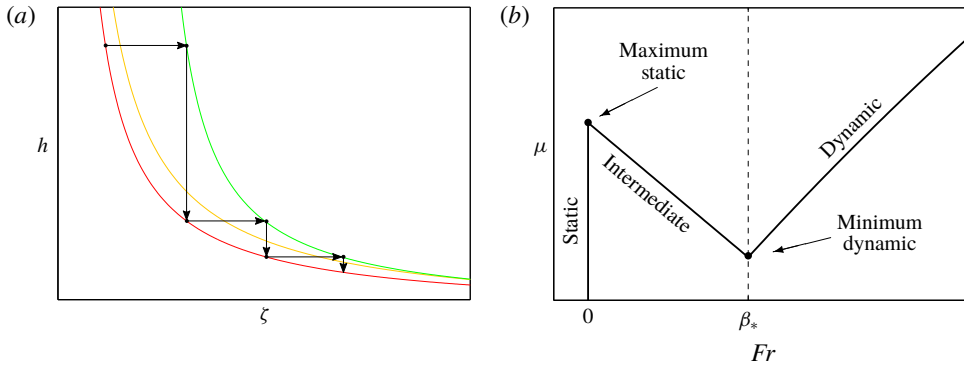 (a)
h
ζ
(b)
Maximum
static
μ
Static
Intermediate
Dynamic
Minimum
dynamic
0
β*
Fr